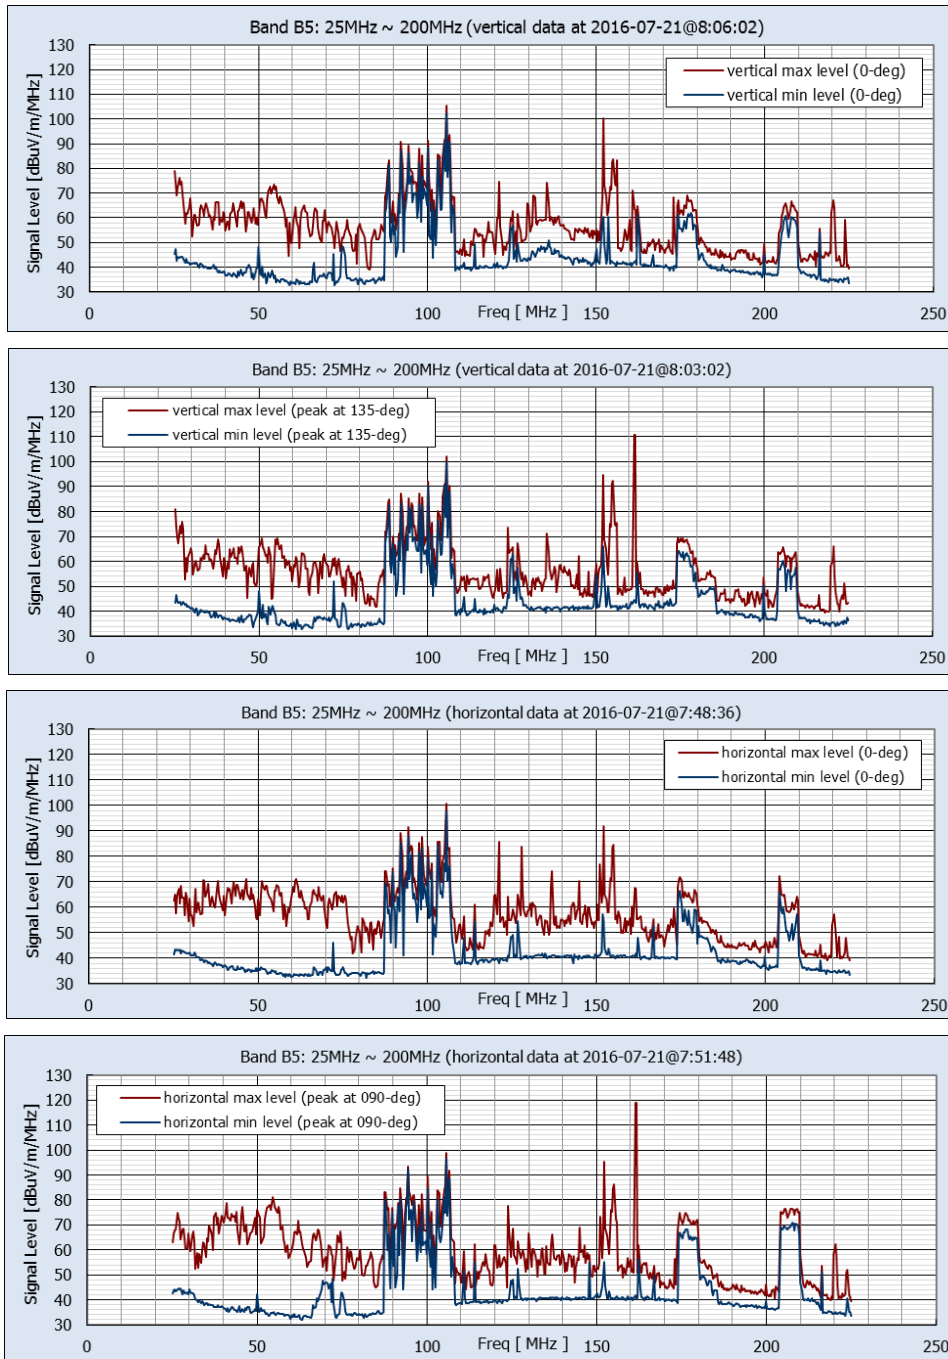 Band B5: 25MHz ~ 200MHz (vertical data at 2016-07-21@8:06:02)
130
120
110
100
90
80
70
60
50
40
30
Signal Level [dBuV/m/MHz]
vertical max level (0-deg)
vertical min level (0-deg)
0 50 100 150 200 250
Freq [ MHz ]
Band B5: 25MHz ~ 200MHz (vertical data at 2016-07-21@8:03:02)
130
120
110
100
90
80
70
60
50
40
30
Signal Level [dBuV/m/MHz]
vertical max level (peak at 135-deg)
vertical min level (peak at 135-deg)
0 50 100 150 200 250
Freq [ MHz ]
Band B5: 25MHz ~ 200MHz (horizontal data at 2016-07-21@7:48:36)
130
120
110
100
90
80
70
60
50
40
30
Signal Level [dBuV/m/MHz]
horizontal max level (0-deg)
horizontal min level (0-deg)
0 50 100 150 200 250
Freq [ MHz ]
Band B5: 25MHz ~ 200MHz (horizontal data at 2016-07-21@7:51:48)
130
120
110
100
90
80
70
60
50
40
30
Signal Level [dBuV/m/MHz]
horizontal max level (peak at 090-deg)
horizontal min level (peak at 090-deg)
0 50 100 150 200 250
Freq [ MHz ]